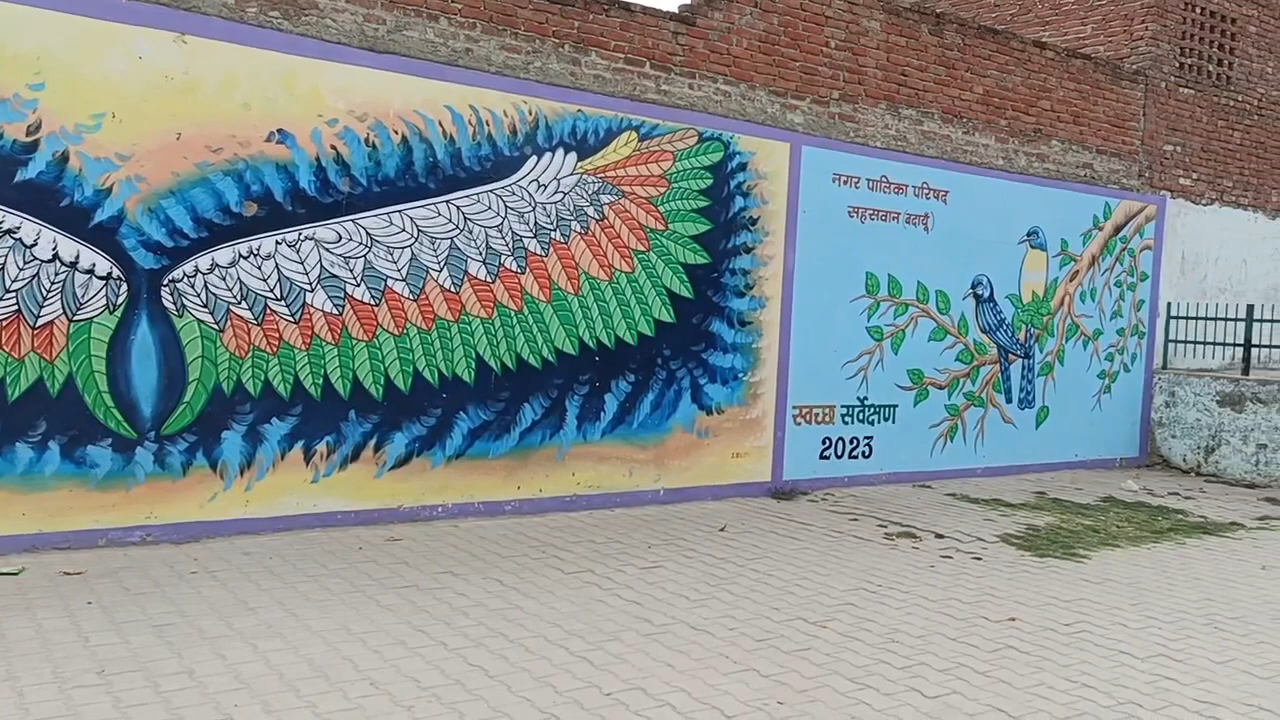 नगर पालिका परिषद
सहसवान (बदायूँ)
स्वच्छ सर्वेक्षण
2023